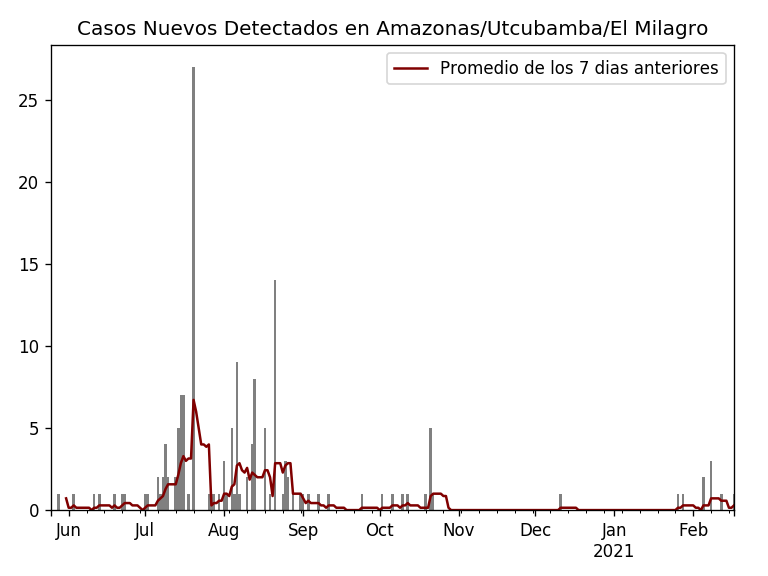 Casos Nuevos Detectados en Amazonas/Utcubamba/El Milagro
Promedio de los 7 dias anteriores
25
20
15
10
5
0
Jun Jul Aug Sep Oct Nov Dec Jan Feb
2021